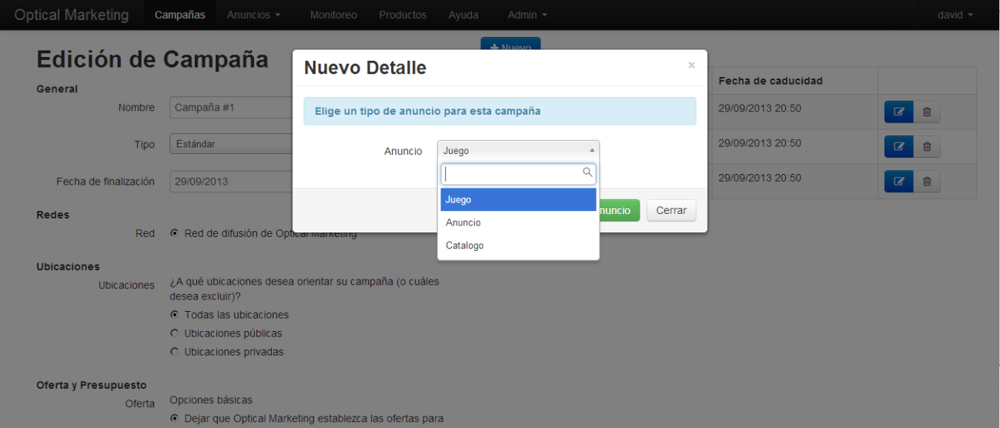 Optical Marketing Campañas Anuncios Monitoreo Productos Ayuda Admin david
Edición de Campaña
General
Nombre Campaña #1
Tipo Estándar
Fecha de finalización 29/09/2013
Redes
Red Red de difusión de Optical Marketing
Ubicaciones
Ubicaciones ¿A qué ubicaciones desea orientar su campaña (o cuáles
desea excluir)?
Todas las ubicaciones
Ubicaciones públicas
Ubicaciones privadas
Oferta y Presupuesto
Oferta Opciones básicas
Dejar que Optical Marketing establezca las ofertas para
+ Nuevo
Nuevo Detalle ×
Elige un tipo de anuncio para esta campaña
Anuncio Juego
Juego
Anuncio
Catalogo
Cerrar
Fecha de caducidad
29/09/2013 20:50
29/09/2013 20:50
29/09/2013 20:50